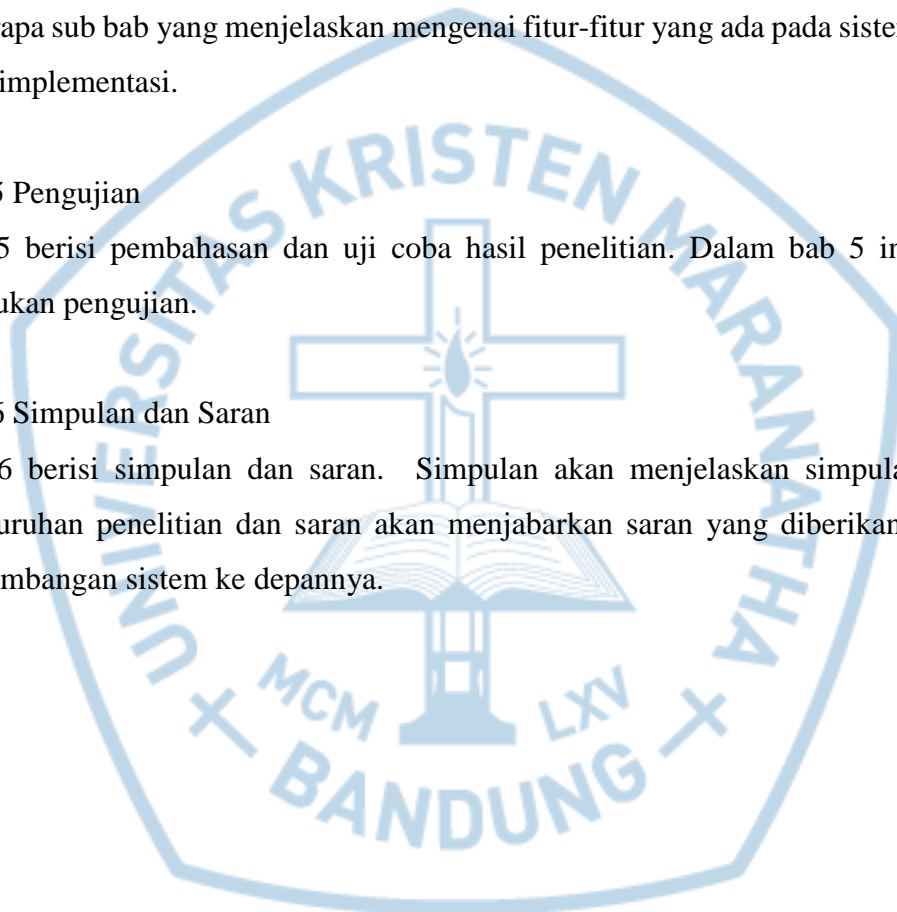 rapa sub bab yang menjelaskan mengenai fitur-fitur yang ada pada sister
implementasi.
5 Pengujian
5 berisi pembahasan dan uji coba hasil penelitian. Dalam bab 5 in
ukan pengujian.
6 Simpulan dan Saran
6 berisi simpulan dan saran. Simpulan akan menjelaskan simpula
uruhan penelitian dan saran akan menjabarkan saran yang diberikan
mbangan sistem ke depannya.
UNIVERSITAS KRISTEN MARANATHA
MCM LXV
BANDUNG